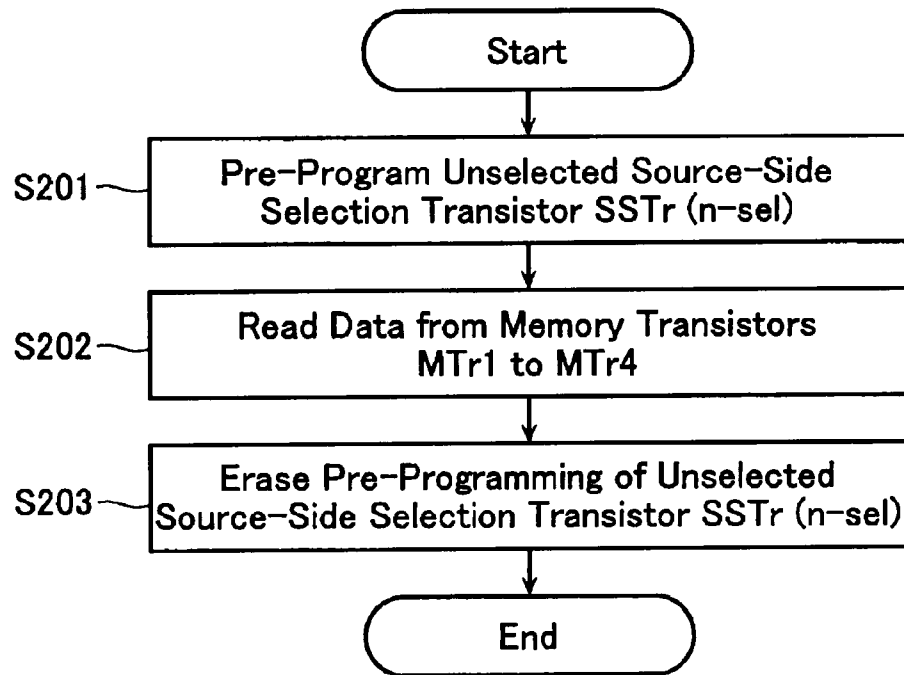 Start
S201
Pre-Program Unselected Source-Side
Selection Transistor SSTr (n-sel)
S202
Read Data from Memory Transistors
MTr1 to MTr4
S203
Erase Pre-Programming of Unselected
Source-Side Selection Transistor SSTr (n-sel)
End